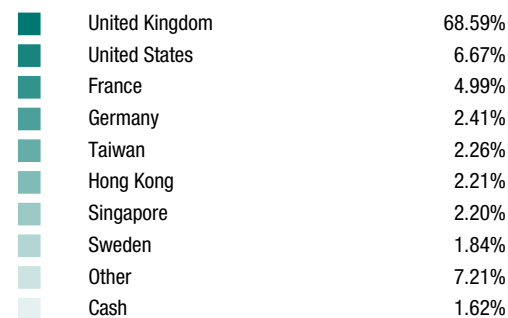 United Kingdom 68.59%
United States 6.67%
France 4.99%
Germany 2.41%
Taiwan 2.26%
Hong Kong 2.21%
Singapore 2.20%
Sweden 1.84%
Other 7.21%
Cash 1.62%